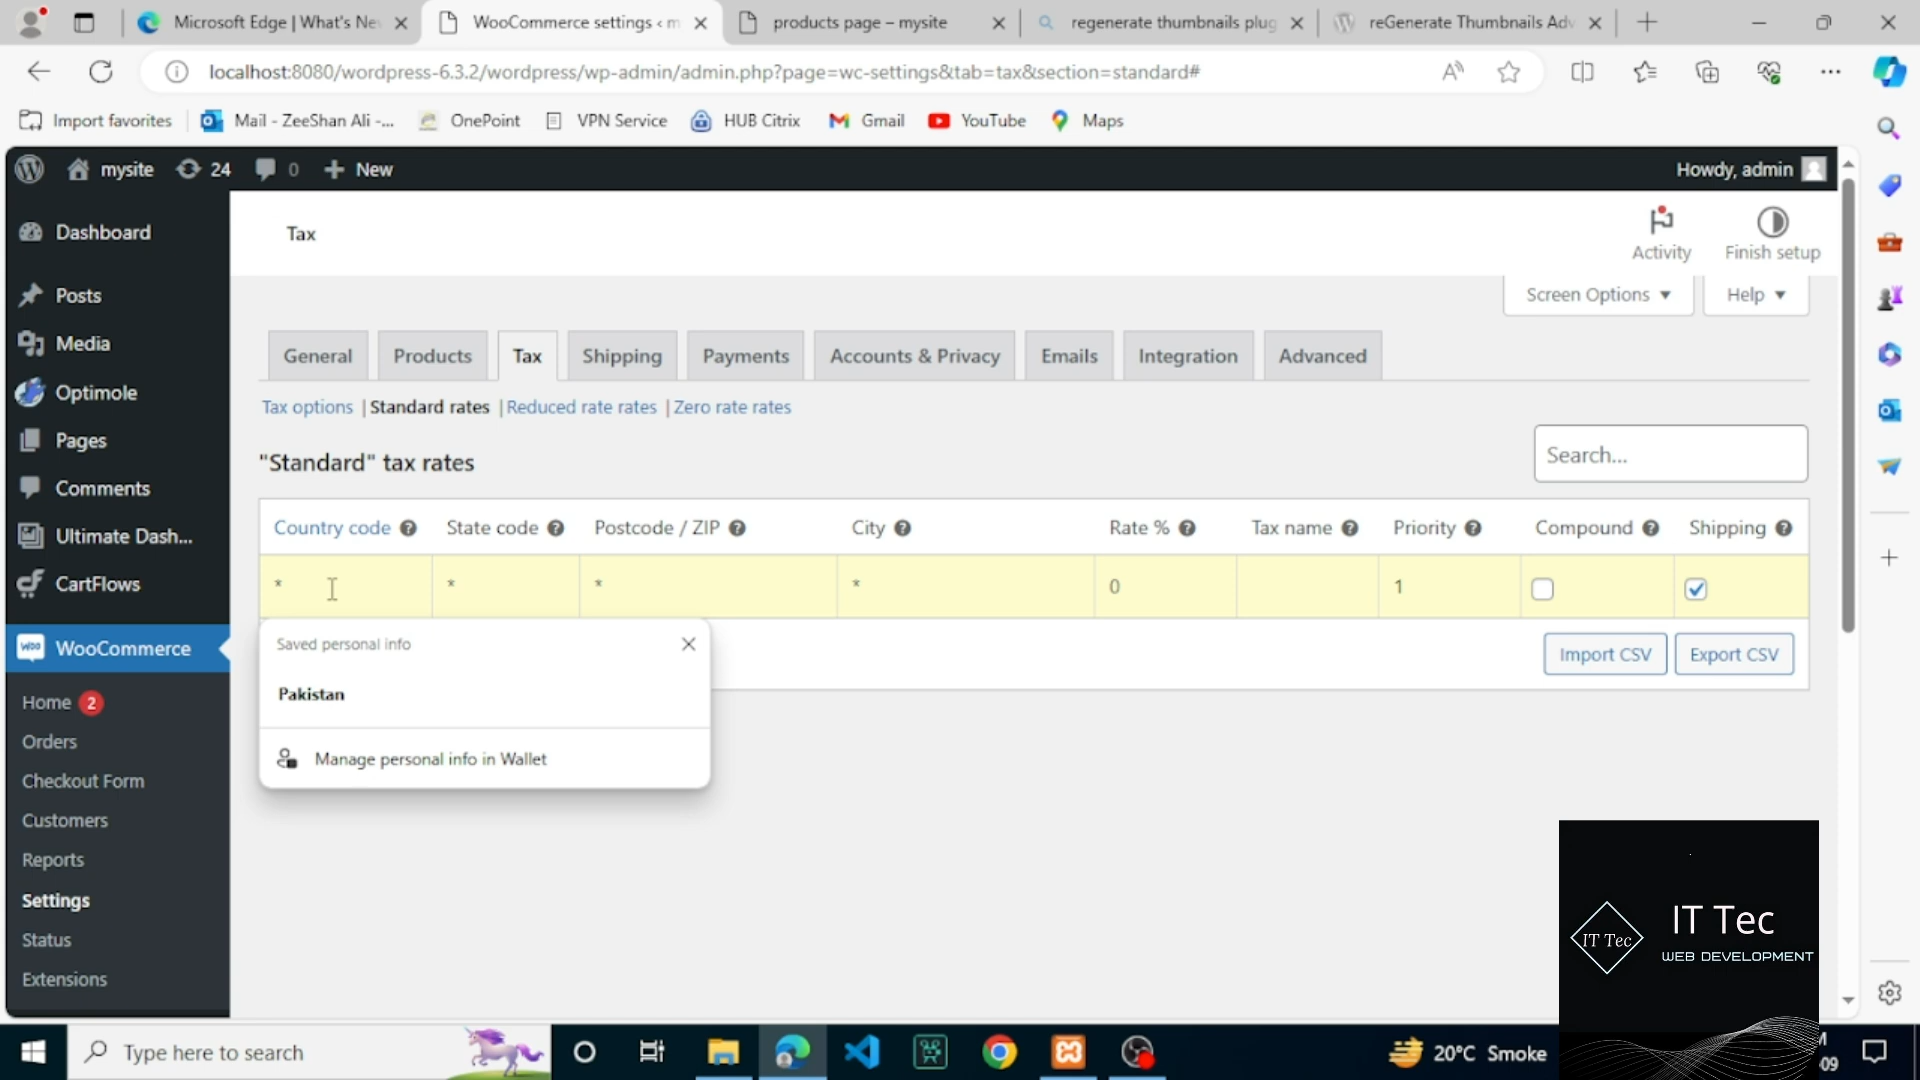 Microsoft Edge | What's Ne
WooCommerce settings ‹ m
products page – mysite
regenerate thumbnails plug
reGenerate Thumbnails Adv
localhost:8080/wordpress-6.3.2/wordpress/wp-admin/admin.php?page=wc-settings&tab=tax&section=standard#
Import favorites
Mail - ZeeShan Ali -...
OnePoint
VPN Service
HUB Citrix
Gmail
YouTube
Maps
mysite
24
0
New
Howdy, admin
Dashboard
Posts
Media
Optimole
Pages
Comments
Ultimate Dash...
CartFlows
WooCommerce
Home 2
Orders
Checkout Form
Customers
Reports
Settings
Status
Extensions
Tax
Activity
Finish setup
Screen Options
Help
General
Products
Tax
Shipping
Payments
Accounts & Privacy
Emails
Integration
Advanced
Tax options | Standard rates | Reduced rate rates | Zero rate rates
Search...
"Standard" tax rates
Country code
State code
Postcode / ZIP
City
Rate %
Tax name
Priority
Compound
Shipping
* * * * 0 1
Saved personal info
Pakistan
Manage personal info in Wallet
Import CSV
Export CSV
IT Tec
IT Tec
WEB DEVELOPMENT
Type here to search
20°C Smoke